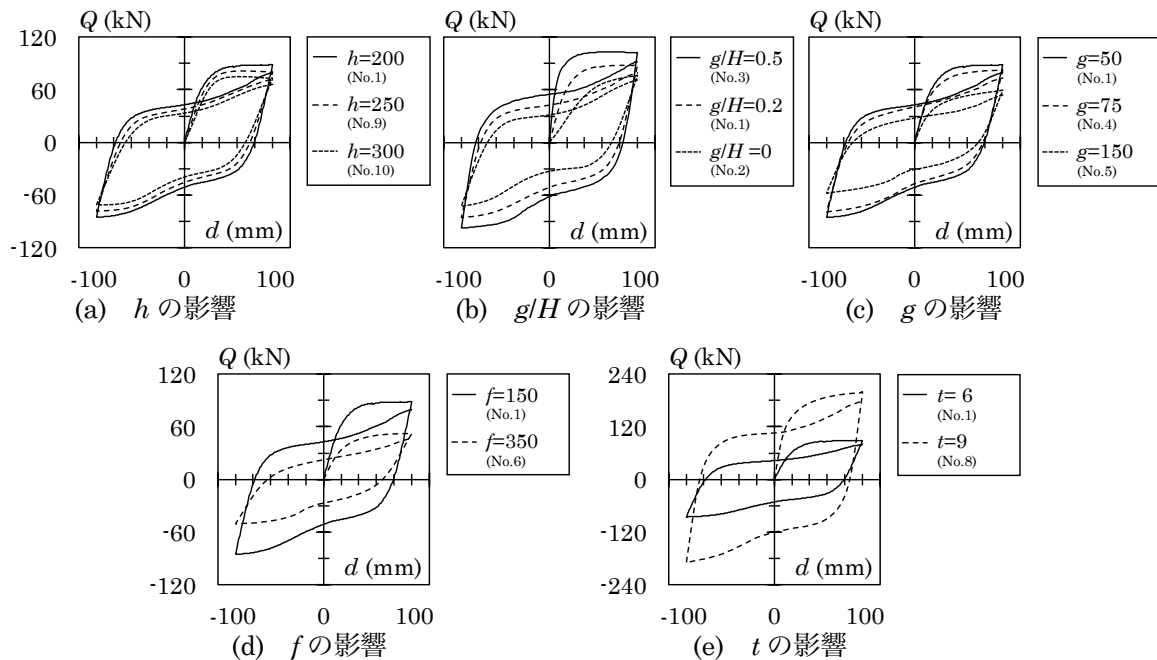 Q (kN)
120
60
0
-60
-120
d (mm)
-100
0
100
h=200
(No.1)
h=250
(No.9)
h=300
(No.10)
(a) h の影響
Q (kN)
d (mm)
-100
0
100
g/H=0.5
(No.3)
g/H=0.2
(No.1)
g/H =0
(No.2)
(b) g/H の影響
Q (kN)
d (mm)
-100
0
100
g=50
(No.1)
g=75
(No.4)
g=150
(No.5)
(c) g の影響
Q (kN)
120
60
0
-60
-120
d (mm)
-100
0
100
f=150
(No.1)
f=350
(No.6)
(d) f の影響
Q (kN)
240
120
0
-120
-240
d (mm)
-100
0
100
t= 6
(No.1)
t=9
(No.8)
(e) t の影響